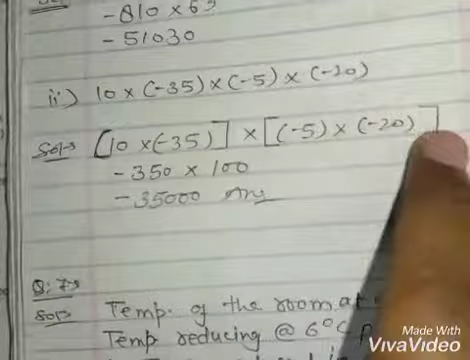 -810 × 63
-51030
ii) 10 × (-35) × (-5) × (-20)
Sol→ [10 × (-35)] × [(-5) × (-20)]
-350 × 100
-35000 Ans
Q:7→
Sol→ Temp. of the room at
Temp reducing @ 6°C p
Made With
VivaVideo